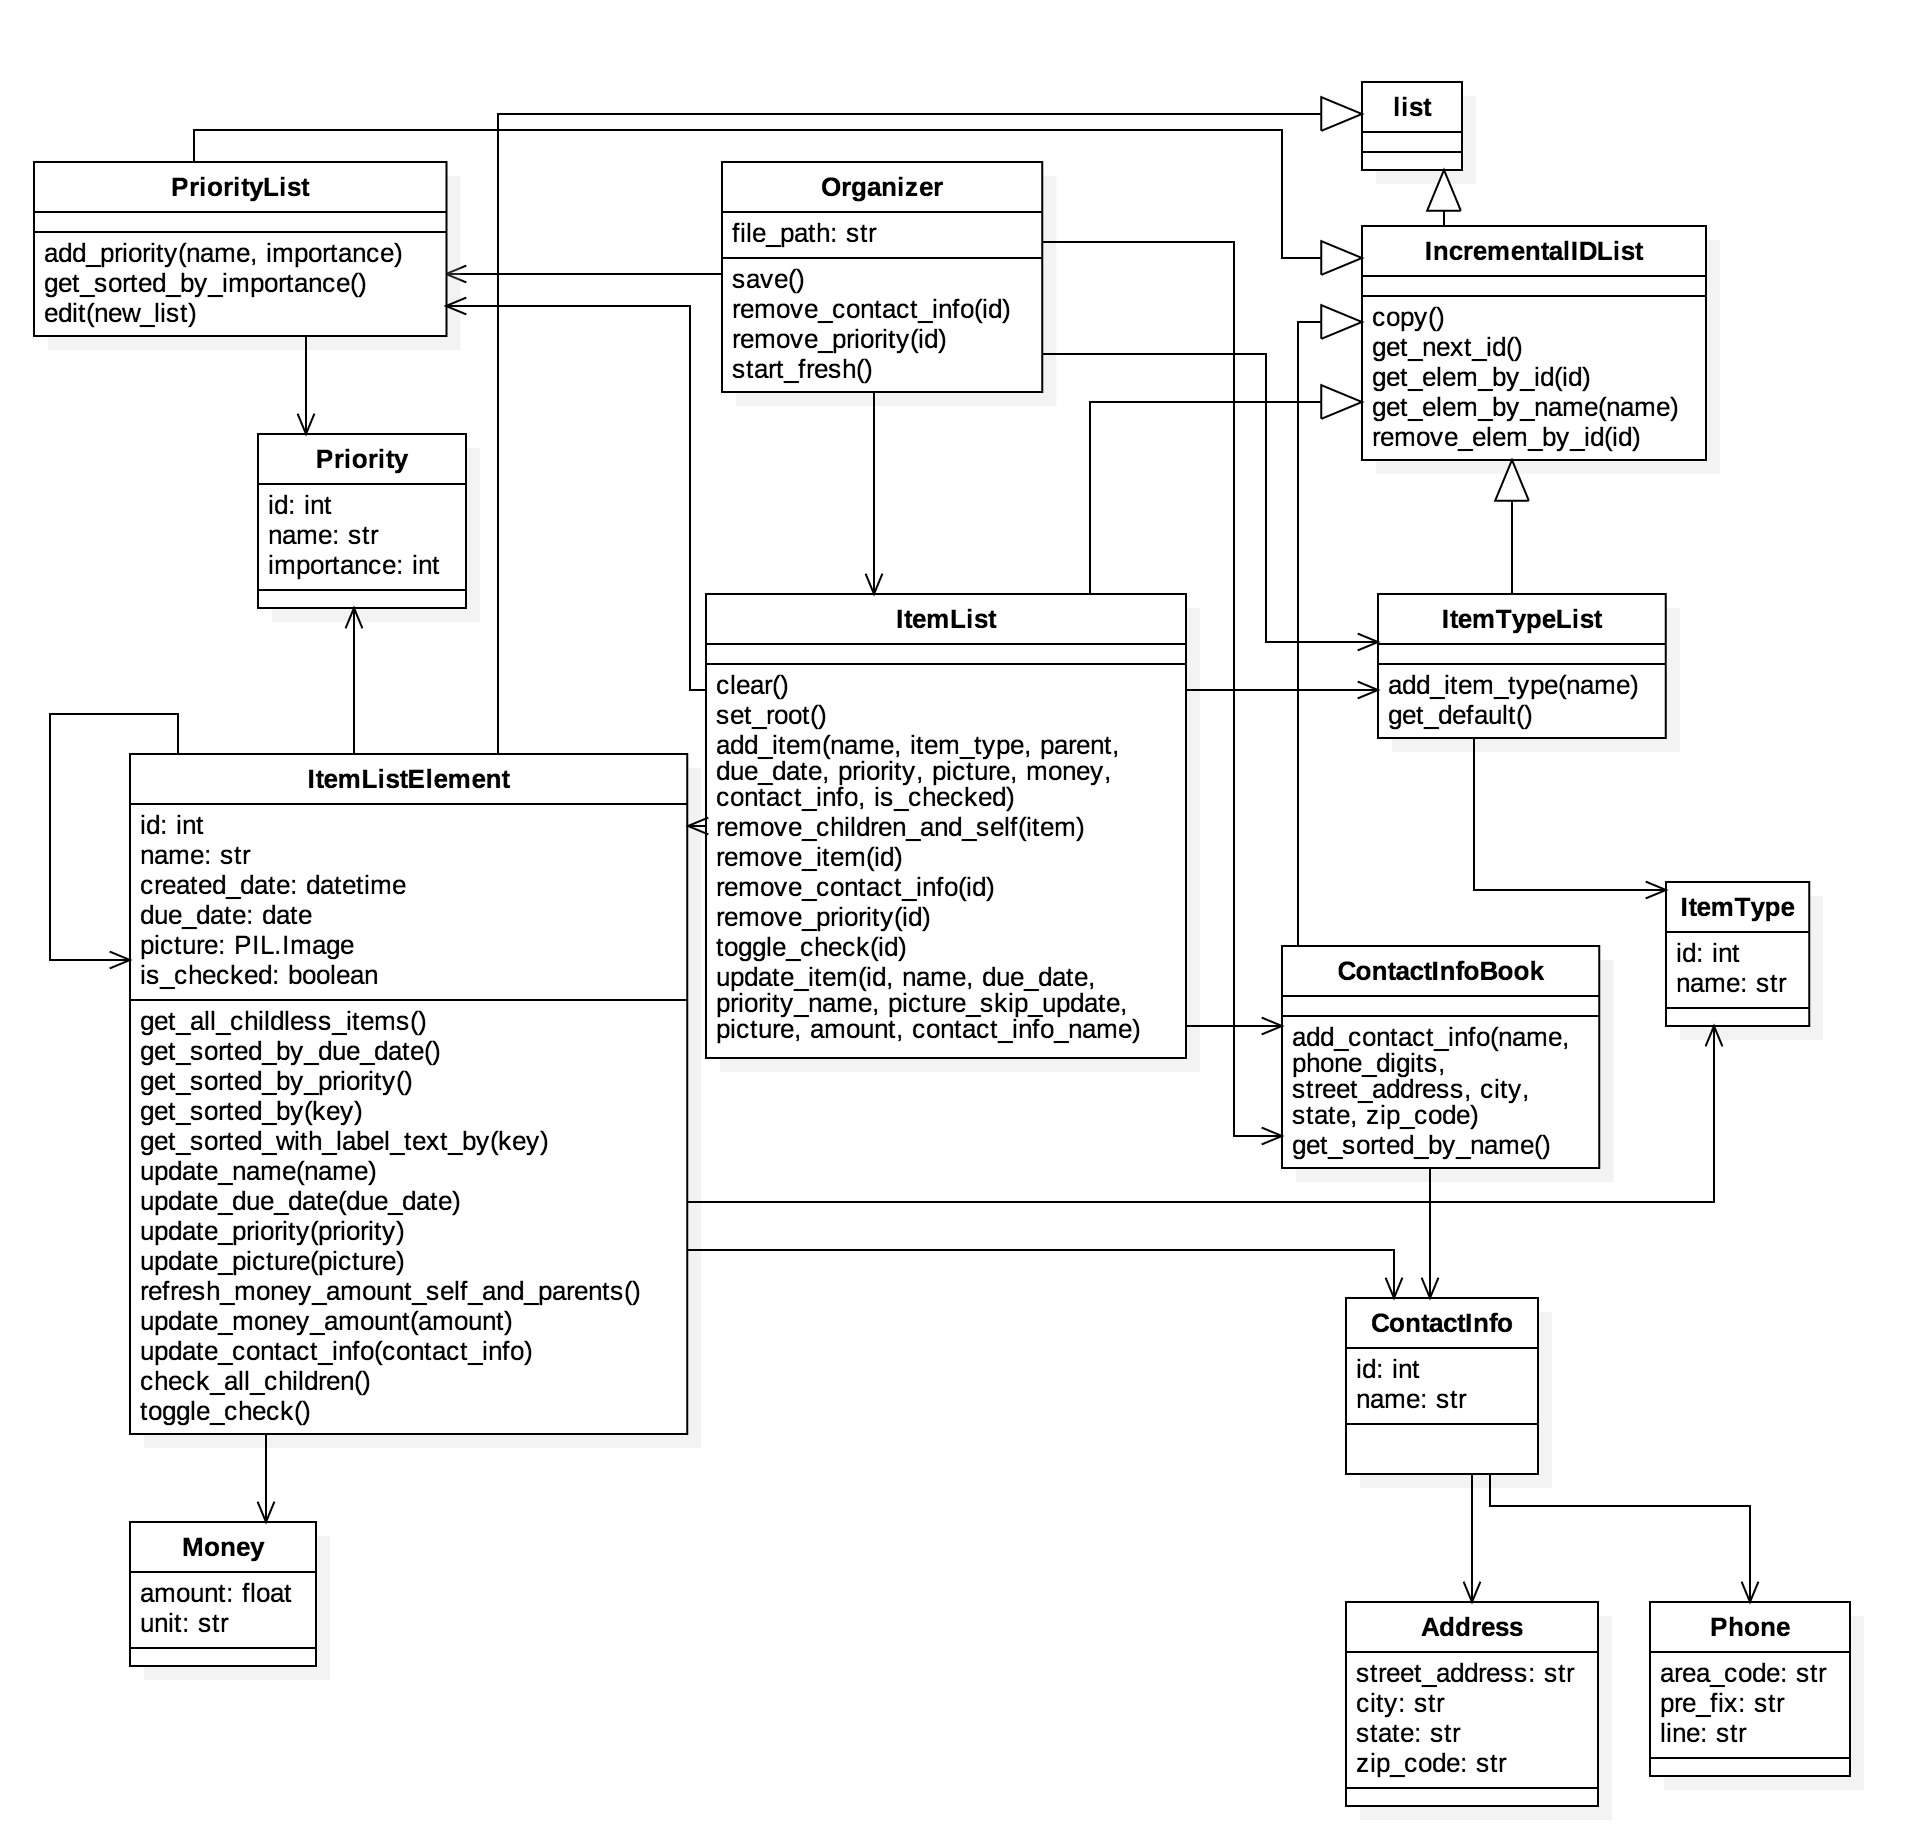 list
PriorityList
add_priority(name, importance)
get_sorted_by_importance()
edit(new_list)
Organizer
file_path: str
save()
remove_contact_info(id)
remove_priority(id)
start_fresh()
IncrementalIDList
copy()
get_next_id()
get_elem_by_id(id)
get_elem_by_name(name)
remove_elem_by_id(id)
Priority
id: int
name: str
importance: int
ItemList
clear()
set_root()
add_item(name, item_type, parent,
due_date, priority, picture, money,
contact_info, is_checked)
remove_children_and_self(item)
remove_item(id)
remove_contact_info(id)
remove_priority(id)
toggle_check(id)
update_item(id, name, due_date,
priority_name, picture_skip_update,
picture, amount, contact_info_name)
ItemTypeList
add_item_type(name)
get_default()
ItemListElement
id: int
name: str
created_date: datetime
due_date: date
picture: PIL.Image
is_checked: boolean
get_all_childless_items()
get_sorted_by_due_date()
get_sorted_by_priority()
get_sorted_by(key)
get_sorted_with_label_text_by(key)
update_name(name)
update_due_date(due_date)
update_priority(priority)
update_picture(picture)
refresh_money_amount_self_and_parents()
update_money_amount(amount)
update_contact_info(contact_info)
check_all_children()
toggle_check()
ItemType
id: int
name: str
ContactInfoBook
add_contact_info(name,
phone_digits,
street_address, city,
state, zip_code)
get_sorted_by_name()
ContactInfo
id: int
name: str
Money
amount: float
unit: str
Address
street_address: str
city: str
state: str
zip_code: str
Phone
area_code: str
pre_fix: str
line: str